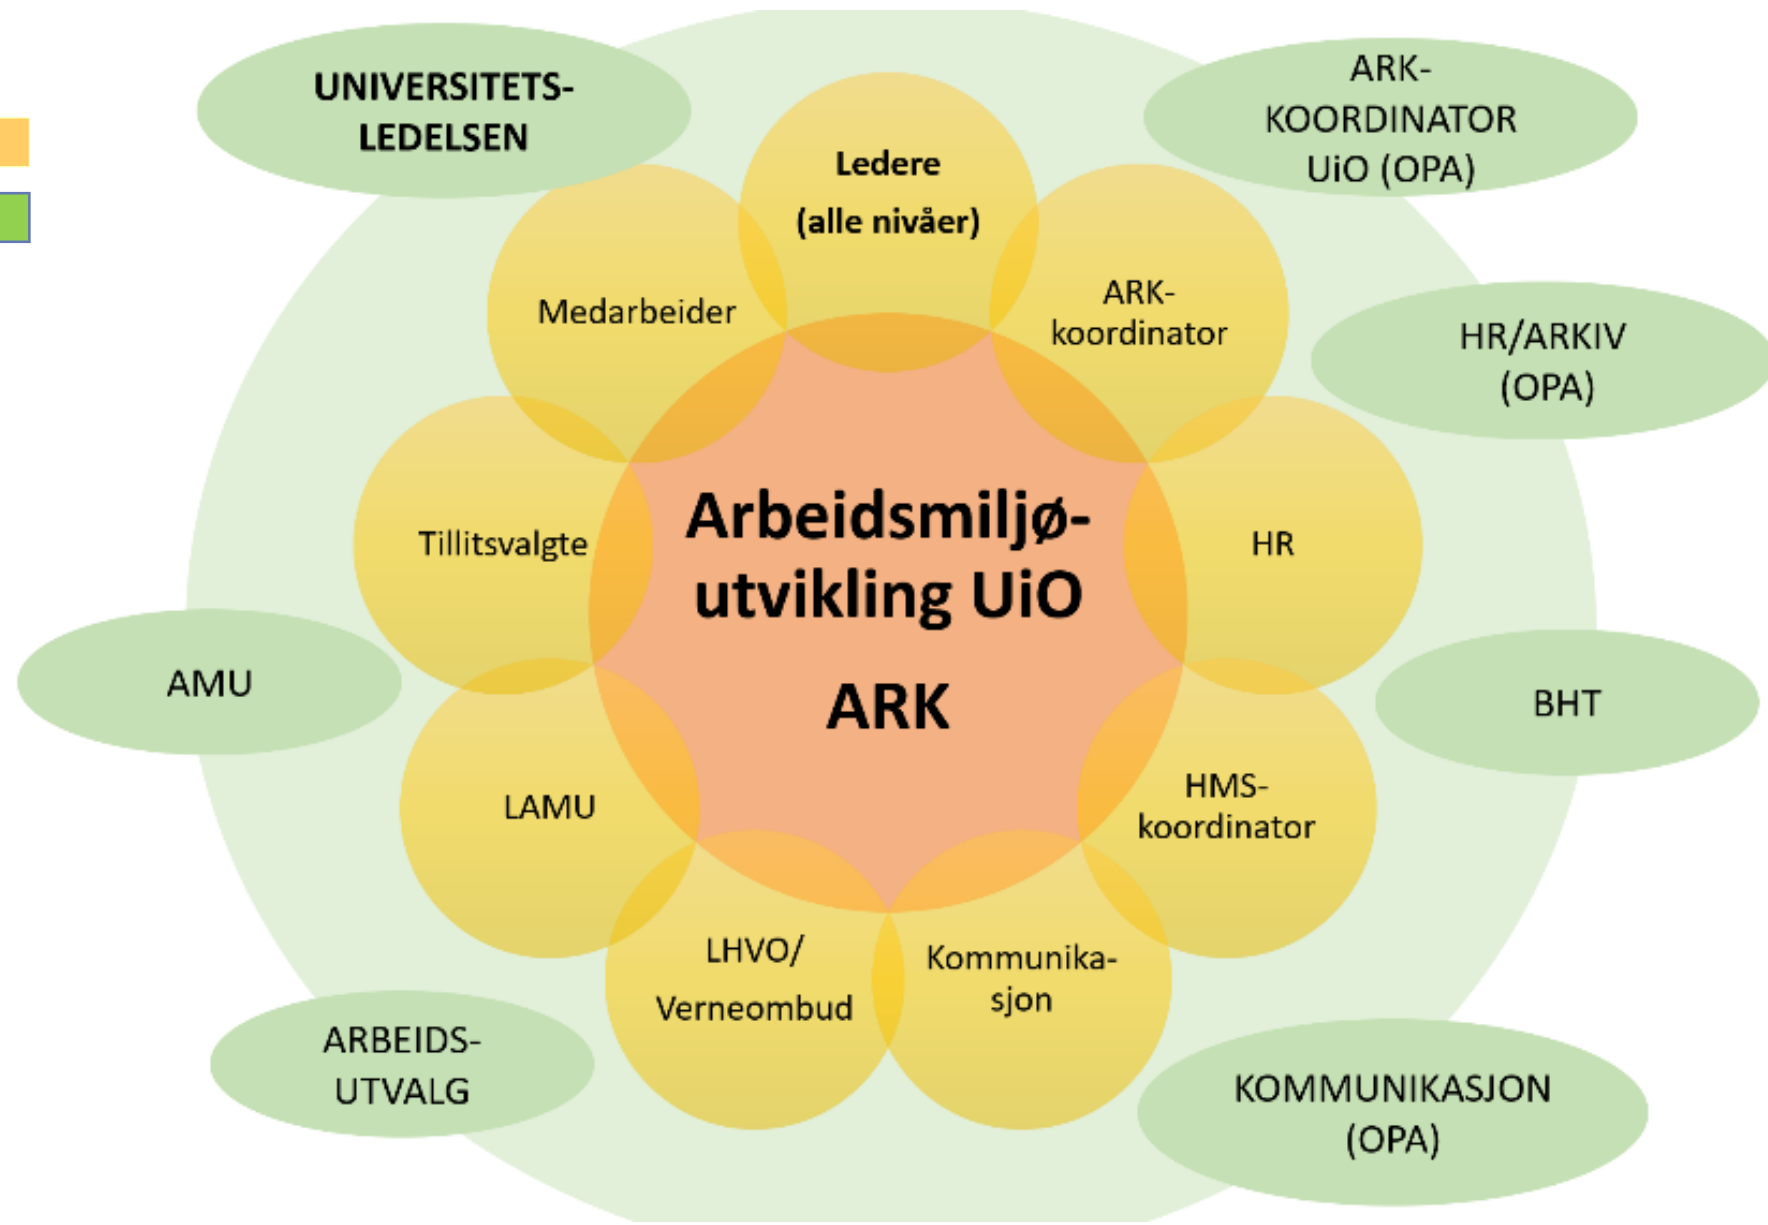 UNIVERSITETS-
LEDELSEN
ARK-
KOORDINATOR
UiO (OPA)
Ledere
(alle nivåer)
Medarbeider
ARK-
koordinator
HR/ARKIV
(OPA)
Tillitsvalgte
HR
Arbeidsmiljø-
utvikling UiO
ARK
AMU
BHT
LAMU
HMS-
koordinator
LHVO/
Verneombud
Kommunika-
sjon
ARBEIDS-
UTVALG
KOMMUNIKASJON
(OPA)